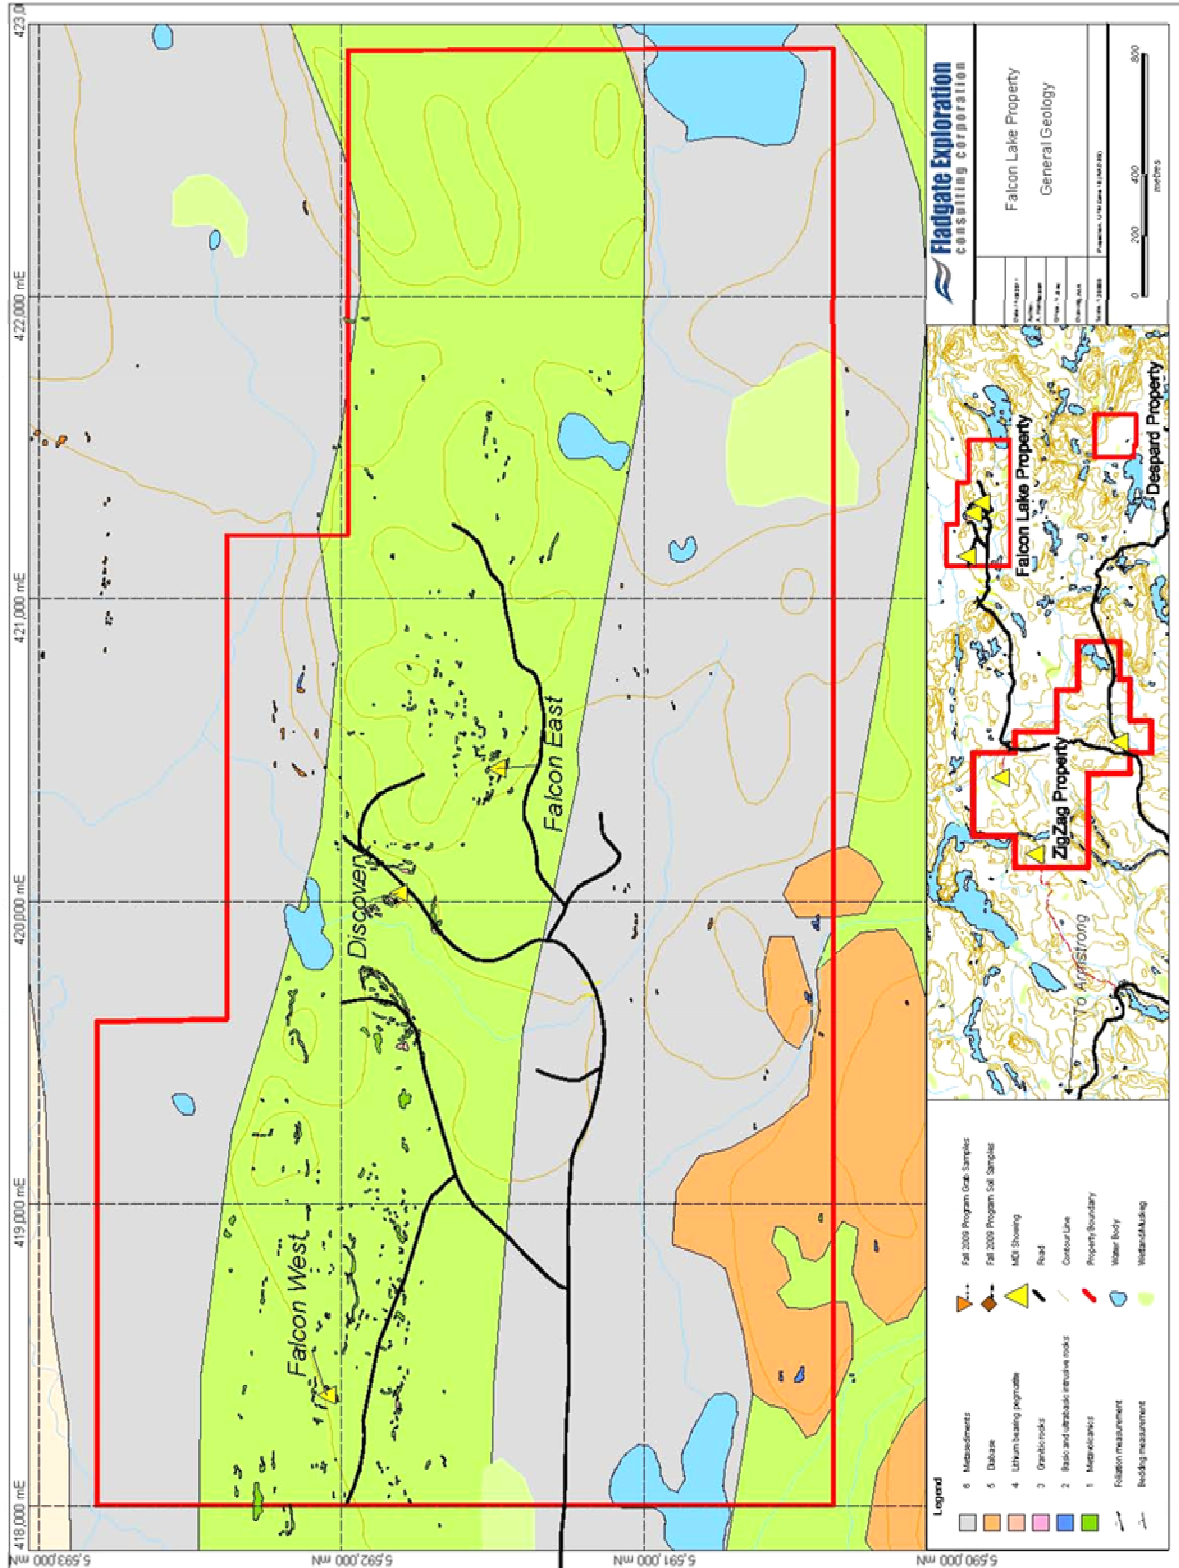 418,000 mE
419,000 mE
420,000 mE
421,000 mE
422,000 mE
5,593,000 mN
5,592,000 mN
5,591,000 mN
5,590,000 mN
Falcon West
Discovery
Falcon East
Legend
6 Metasediments
5 Diabase
4 Lithium bearing pegmatite
3 Granitic rocks
2 Basic and ultrabasic intrusive rocks
1 Metavolcanics
Foliation measurement
Bedding measurement
Fall 2009 Program Grab Samples
Fall 2009 Program Soil Samples
MDI Showing
Road
Contour Line
Property Boundary
Water Body
Wetland/Muskeg
To Armstrong
ZigZag Property
Falcon Lake Property
Despard Property
Fladgate Exploration
consulting corporation
Falcon Lake Property
General Geology
0 200 400 800
metres